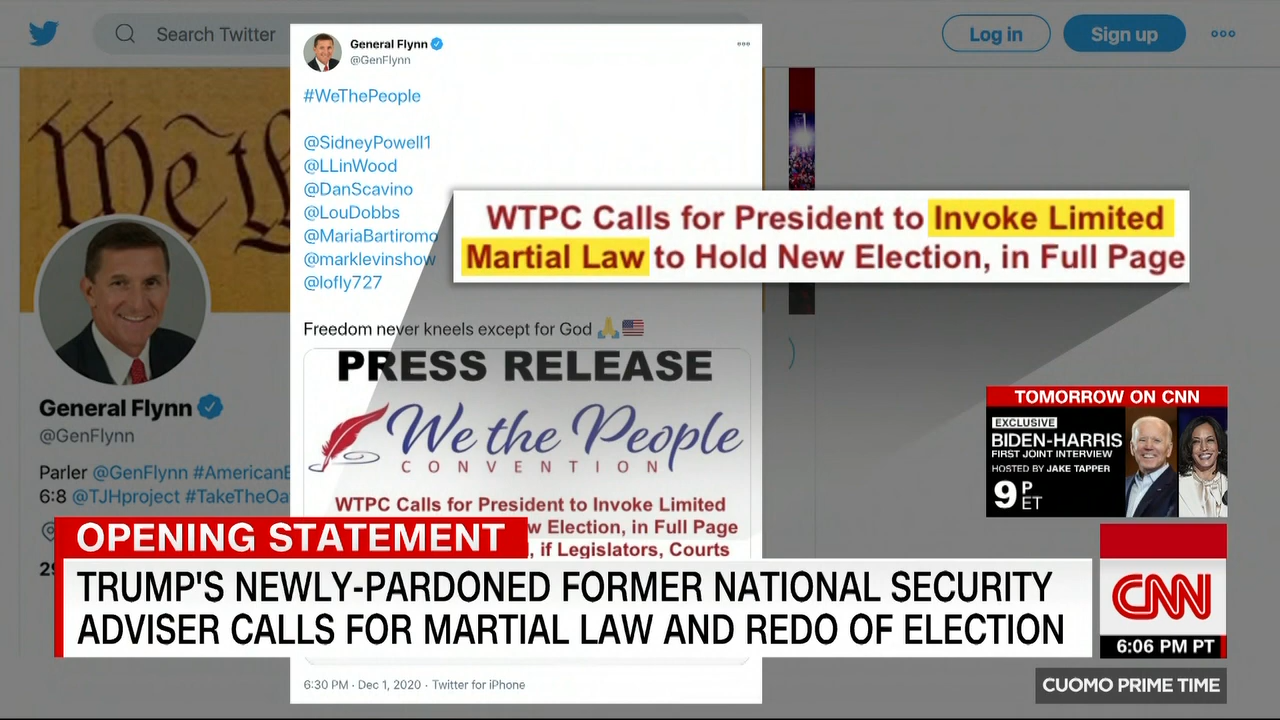 Search Twitter
Log in
Sign up
We t
General Flynn
@GenFlynn
#WeThePeople
@SidneyPowell1
@LLinWood
@DanScavino
@LouDobbs
@MariaBartiromo
@marklevinshow
@lofly727
WTPC Calls for President to Invoke Limited
Martial Law to Hold New Election, in Full Page
Freedom never kneels except for God
PRESS RELEASE
We the People
CONVENTION
WTPC Calls for President to Invoke Limited
w Election, in Full Page
, if Legislators, Courts
General Flynn
@GenFlynn
Parler @GenFlynn #AmericanE
6:8 @TJHproject #TakeTheOa
TOMORROW ON CNN
EXCLUSIVE
BIDEN-HARRIS
FIRST JOINT INTERVIEW
HOSTED BY JAKE TAPPER
9 P ET
OPENING STATEMENT
TRUMP'S NEWLY-PARDONED FORMER NATIONAL SECURITY
ADVISER CALLS FOR MARTIAL LAW AND REDO OF ELECTION
CNN
6:06 PM PT
6:30 PM · Dec 1, 2020 · Twitter for iPhone
CUOMO PRIME TIME